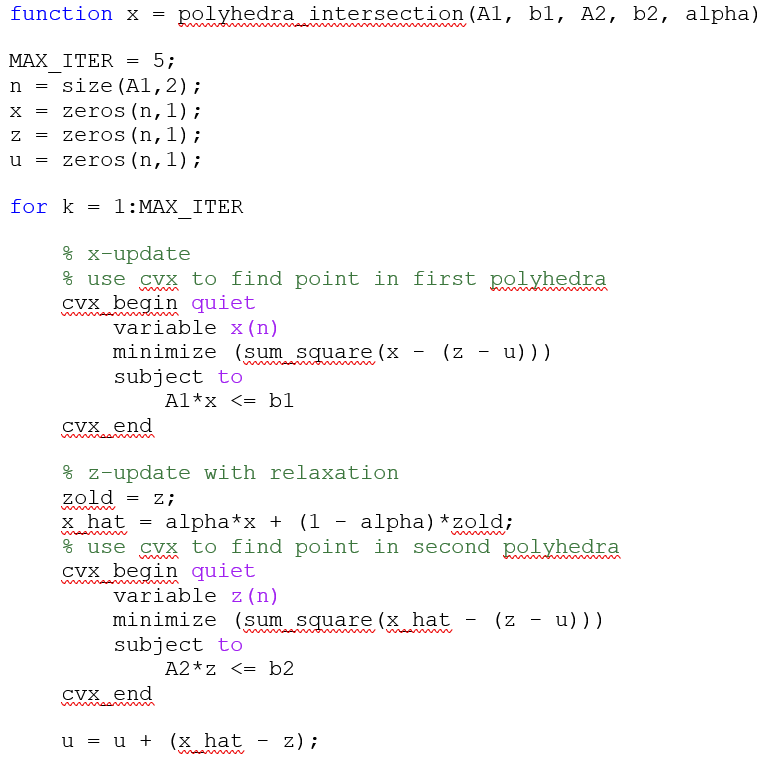 function x = polyhedra_intersection(A1, b1, A2, b2, alpha)
MAX_ITER = 5;
n = size(A1,2);
x = zeros(n,1);
z = zeros(n,1);
u = zeros(n,1);
for k = 1:MAX_ITER
% x-update
% use cvx to find point in first polyhedra
cvx_begin quiet
variable x(n)
minimize (sum_square(x - (z - u)))
subject to
A1*x <= b1
cvx_end
% z-update with relaxation
zold = z;
x_hat = alpha*x + (1 - alpha)*zold;
% use cvx to find point in second polyhedra
cvx_begin quiet
variable z(n)
minimize (sum_square(x_hat - (z - u)))
subject to
A2*z <= b2
cvx_end
u = u + (x_hat - z);